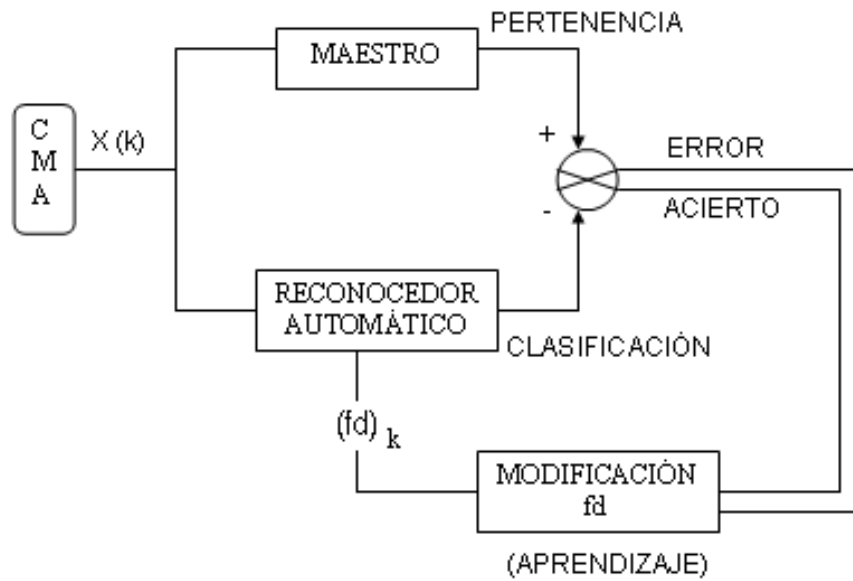 PERTENENCIA
MAESTRO
C
M
A
X (k)
+
ERROR
-
ACIERTO
RECONOCEDOR
AUTOMÁTICO
CLASIFICACIÓN
(fd) k
MODIFICACIÓN
fd
(APRENDIZAJE)